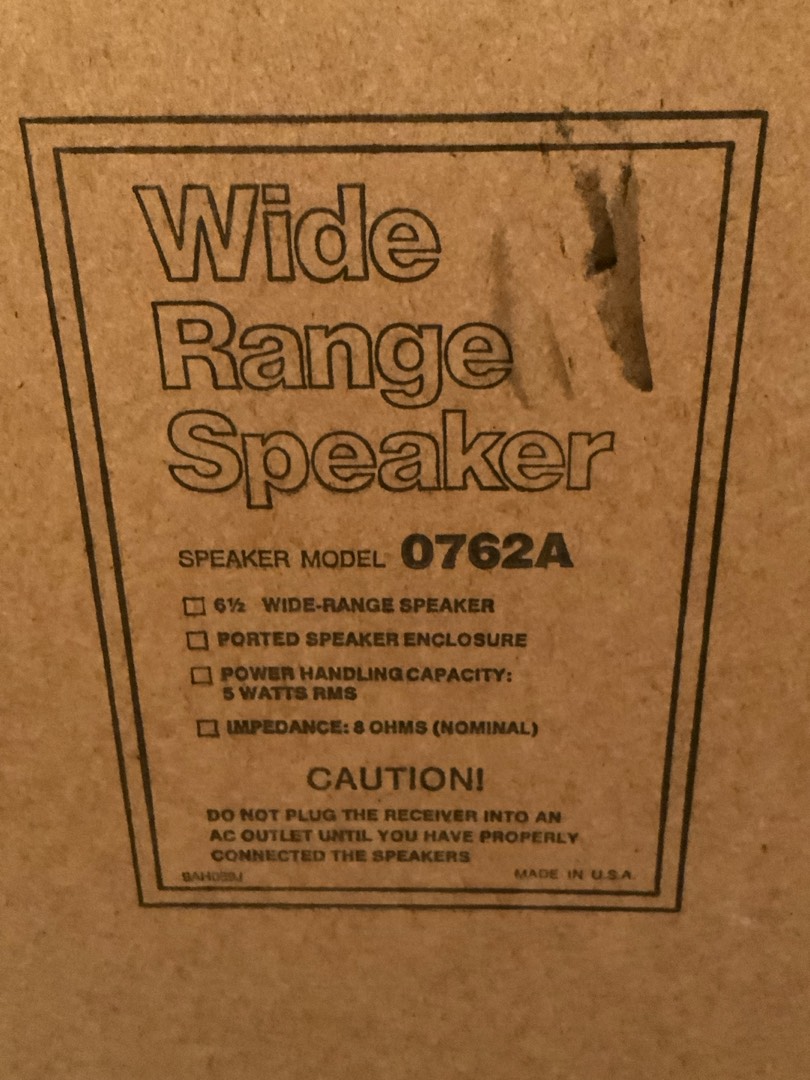 Wide
Range
Speaker
SPEAKER MODEL 0762A
6½ WIDE-RANGE SPEAKER
PORTED SPEAKER ENCLOSURE
POWER HANDLING CAPACITY:
5 WATTS RMS
IMPEDANCE: 8 OHMS (NOMINAL)
CAUTION!
DO NOT PLUG THE RECEIVER INTO AN
AC OUTLET UNTIL YOU HAVE PROPERLY
CONNECTED THE SPEAKERS
MADE IN U.S.A.